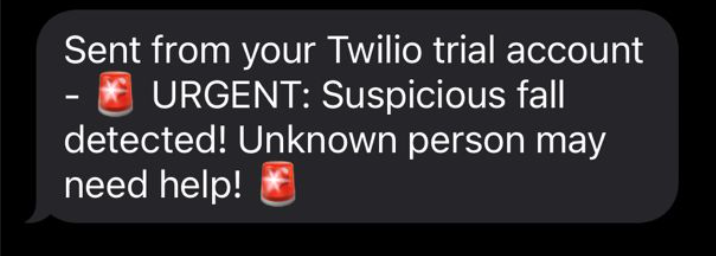 Sent from your Twilio trial account
- 🚨 URGENT: Suspicious fall
detected! Unknown person may
need help! 🚨